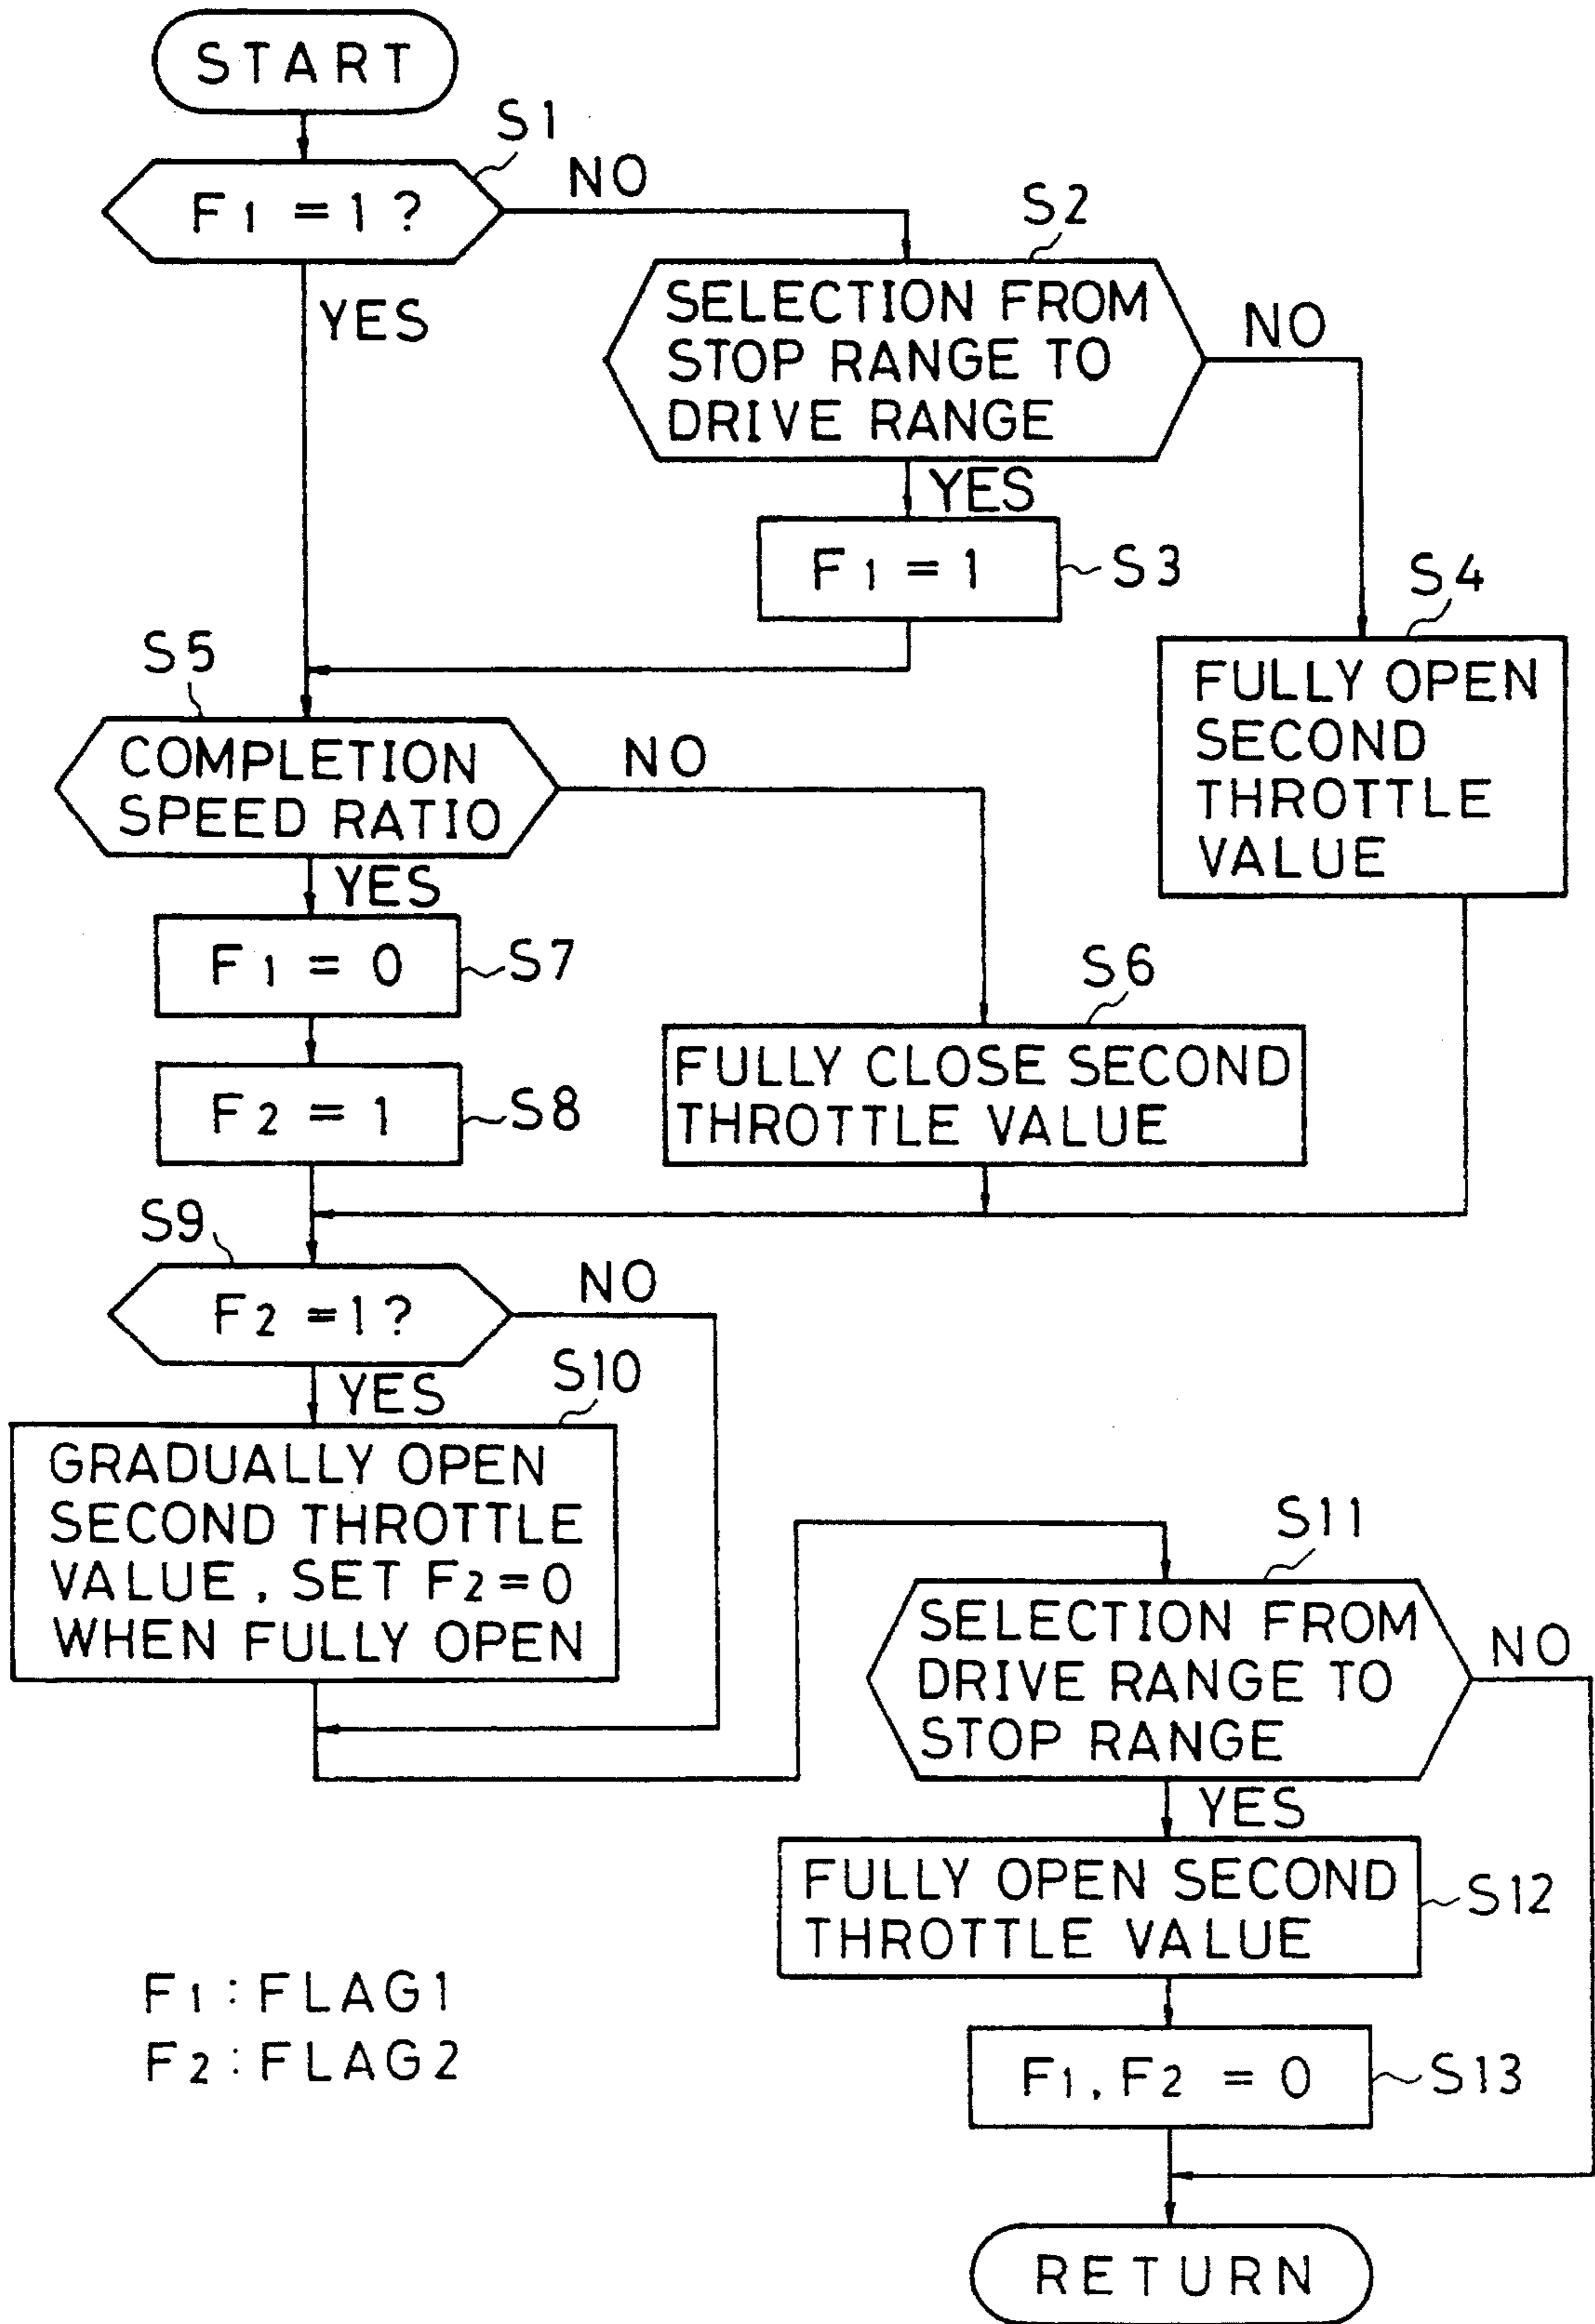 START
S1
F1 = 1 ?
NO
YES
S2
SELECTION FROM
STOP RANGE TO
DRIVE RANGE
NO
YES
F1 = 1
S3
S4
FULLY OPEN
SECOND
THROTTLE
VALUE
S5
COMPLETION
SPEED RATIO
NO
YES
F1 = 0
S7
S6
FULLY CLOSE SECOND
THROTTLE VALUE
F2 = 1
S8
S9
F2 = 1 ?
NO
YES
S10
GRADUALLY OPEN
SECOND THROTTLE
VALUE, SET F2=0
WHEN FULLY OPEN
S11
SELECTION FROM
DRIVE RANGE TO
STOP RANGE
NO
YES
FULLY OPEN SECOND
THROTTLE VALUE
S12
F1, F2 = 0
S13
RETURN
F1 : FLAG1
F2 : FLAG2